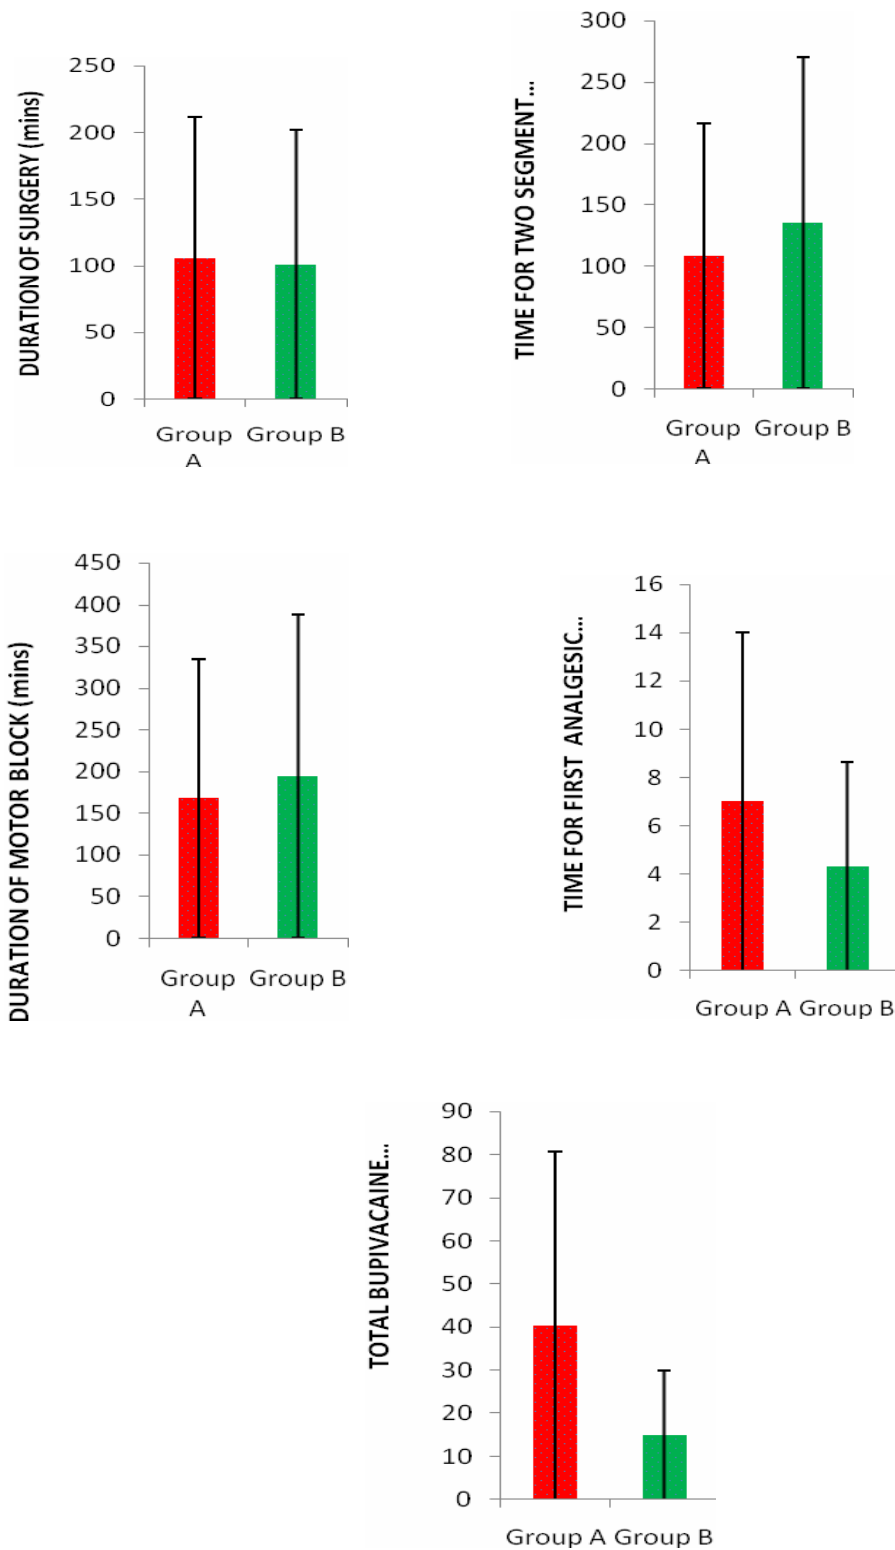 DURATION OF SURGERY (mins)
250
200
150
100
50
0
Group
A
Group B
TIME FOR TWO SEGMENT...
300
250
200
150
100
50
0
Group
A
Group B
DURATION OF MOTOR BLOCK (mins)
450
400
350
300
250
200
150
100
50
0
Group
A
Group B
TIME FOR FIRST ANALGESIC...
16
14
12
10
8
6
4
2
0
Group A Group B
TOTAL BUPIVACAINE...
90
80
70
60
50
40
30
20
10
0
Group A Group B